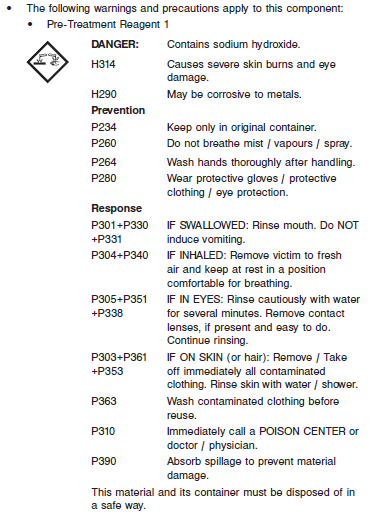 • The following warnings and precautions apply to this component:
• Pre-Treatment Reagent 1
DANGER: Contains sodium hydroxide.
H314 Causes severe skin burns and eye
damage.
H290 May be corrosive to metals.
Prevention
P234 Keep only in original container.
P260 Do not breathe mist / vapours / spray.
P264 Wash hands thoroughly after handling.
P280 Wear protective gloves / protective
clothing / eye protection.
Response
P301+P330 IF SWALLOWED: Rinse mouth. Do NOT
+P331 induce vomiting.
P304+P340 IF INHALED: Remove victim to fresh
air and keep at rest in a position
comfortable for breathing.
P305+P351 IF IN EYES: Rinse cautiously with water
+P338 for several minutes. Remove contact
lenses, if present and easy to do.
Continue rinsing.
P303+P361 IF ON SKIN (or hair): Remove / Take
+P353 off immediately all contaminated
clothing. Rinse skin with water / shower.
P363 Wash contaminated clothing before
reuse.
P310 Immediately call a POISON CENTER or
doctor / physician.
P390 Absorb spillage to prevent material
damage.
This material and its container must be disposed of in
a safe way.